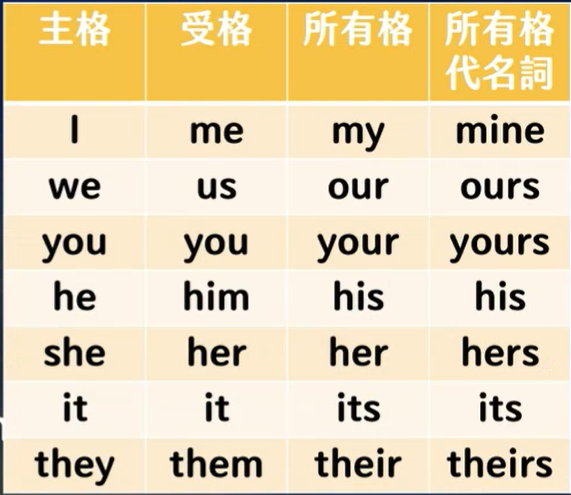 主格 受格 所有格 所有格
代名詞
I me my mine
we us our ours
you you your yours
he him his his
she her her hers
it it its its
they them their theirs